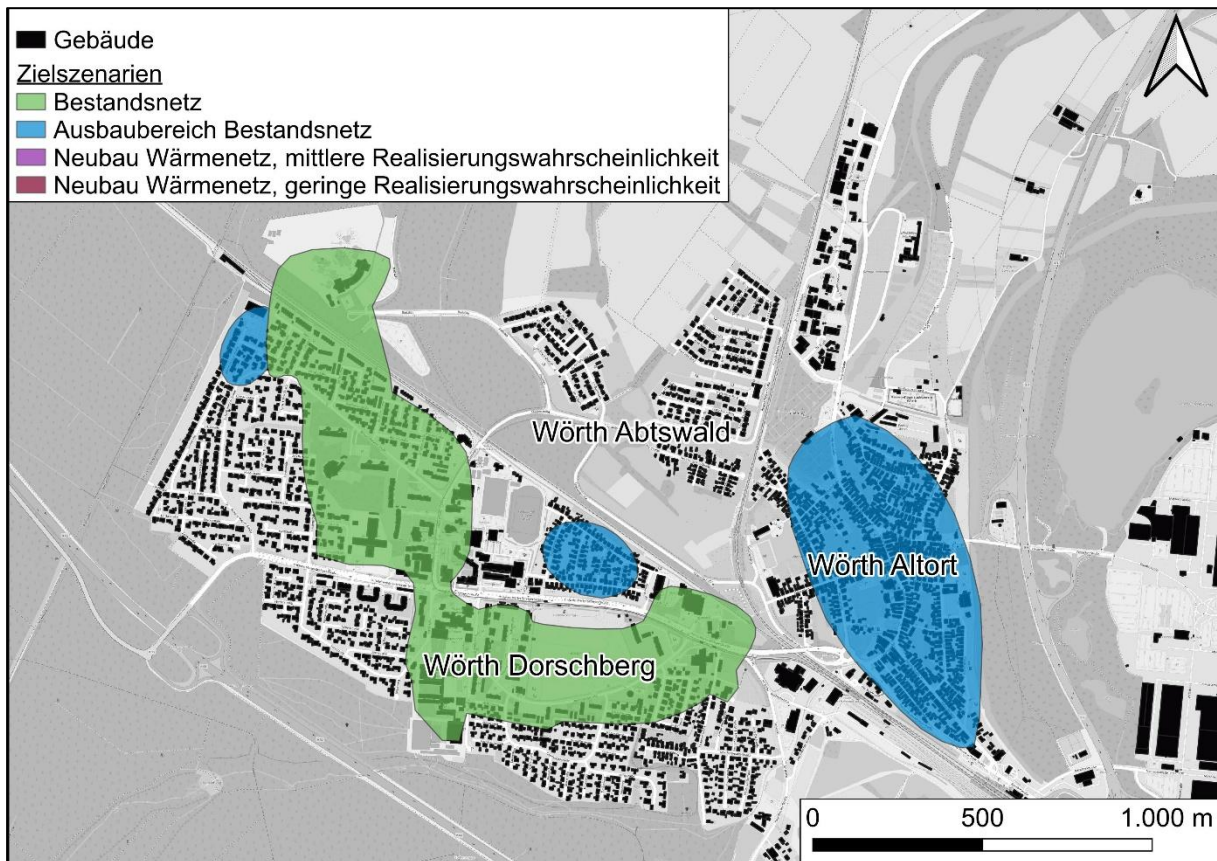 Gebäude
Zielszenarien
Bestandsnetz
Ausbaubereich Bestandsnetz
Neubau Wärmenetz, mittlere Realisierungswahrscheinlichkeit
Neubau Wärmenetz, geringe Realisierungswahrscheinlichkeit
Wörth Abtswald
Wörth Altort
Wörth Dorschberg
0 500 1.000 m